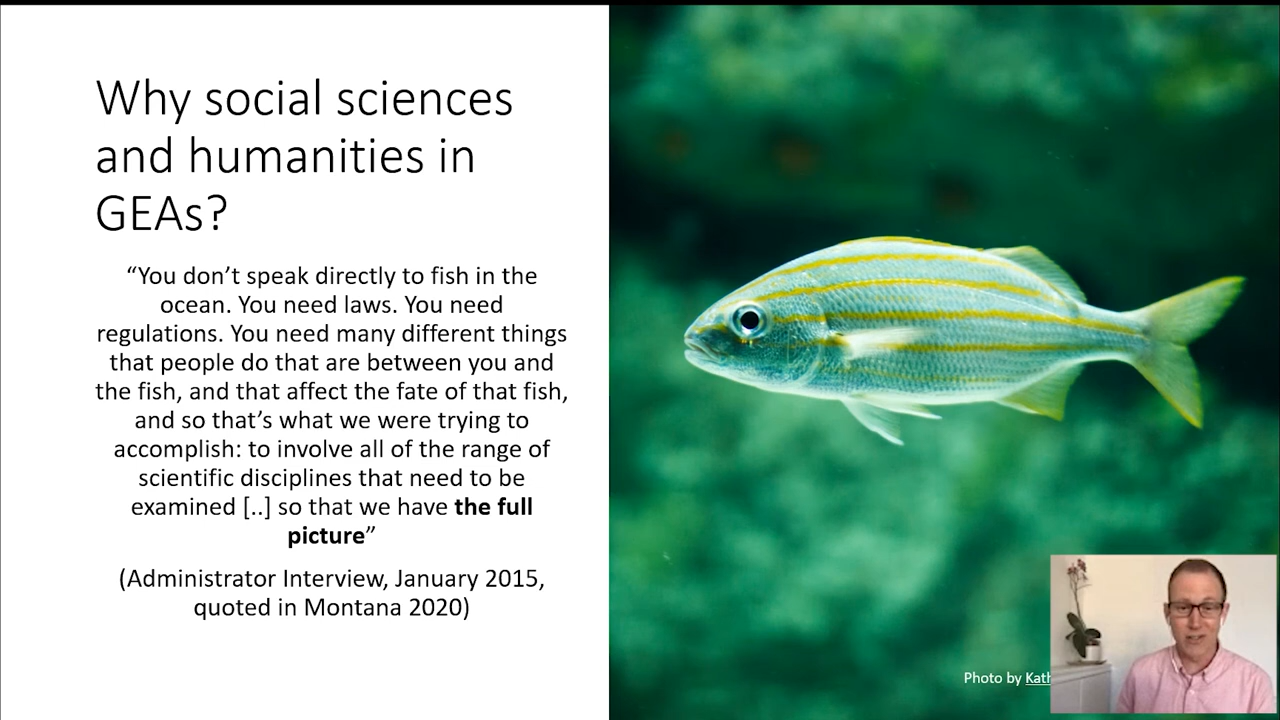 Why social sciences
and humanities in
GEAs?
“You don’t speak directly to fish in the
ocean. You need laws. You need
regulations. You need many different things
that people do that are between you and
the fish, and that affect the fate of that fish,
and so that’s what we were trying to
accomplish: to involve all of the range of
scientific disciplines that need to be
examined [..] so that we have the full
picture”
(Administrator Interview, January 2015,
quoted in Montana 2020)
Photo by